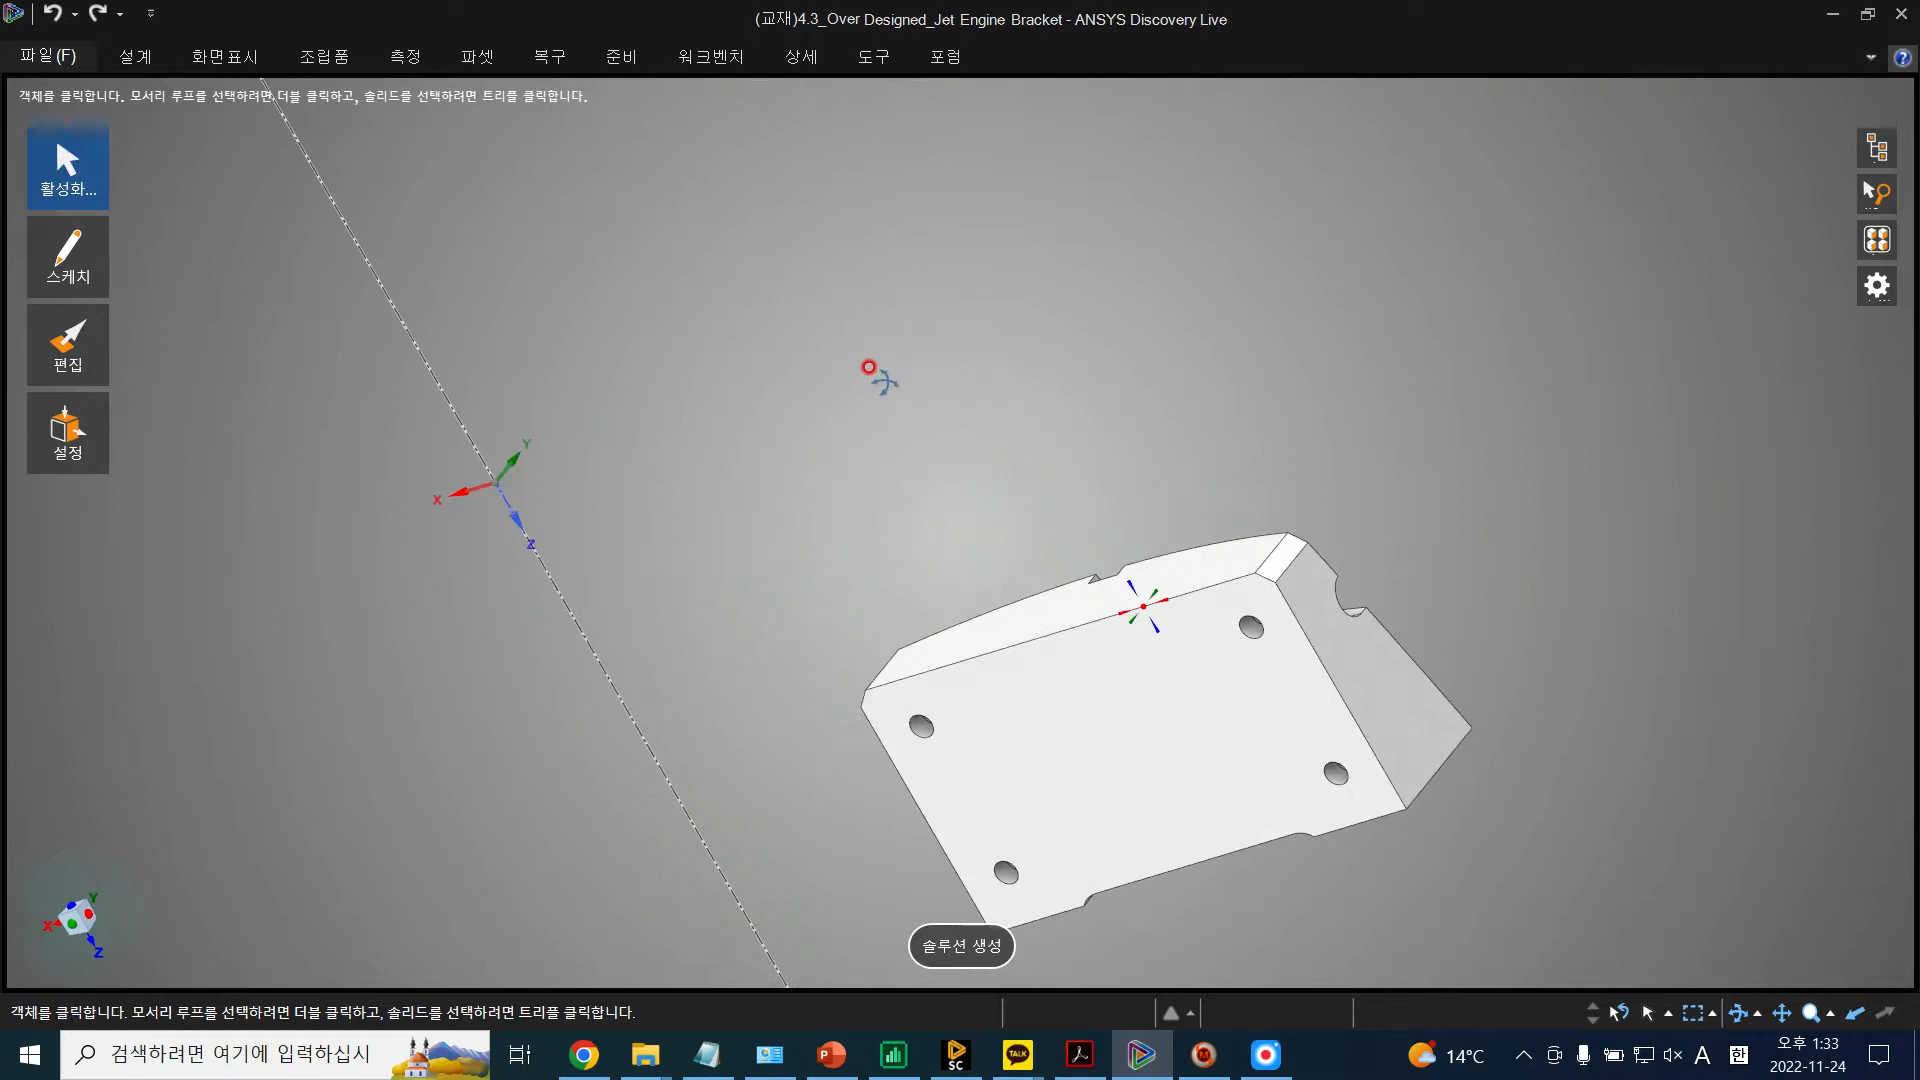 (교재)4.3_Over Designed_Jet Engine Bracket - ANSYS Discovery Live
파일(F) 설계 화면표시 조립품 측정 파셋 복구 준비 워크벤치 상세 도구 포럼
객체를 클릭합니다. 모서리 루프를 선택하려면 더블 클릭하고, 솔리드를 선택하려면 트리플 클릭합니다.
활성화...
스케치
편집
설정
Y
X
Z
Y
X
Z
솔루션 생성
객체를 클릭합니다. 모서리 루프를 선택하려면 더블 클릭하고, 솔리드를 선택하려면 트리플 클릭합니다.
검색하려면 여기에 입력하십시
P
SC
TALK
M
14°C
A
한
오후 1:33
2022-11-24